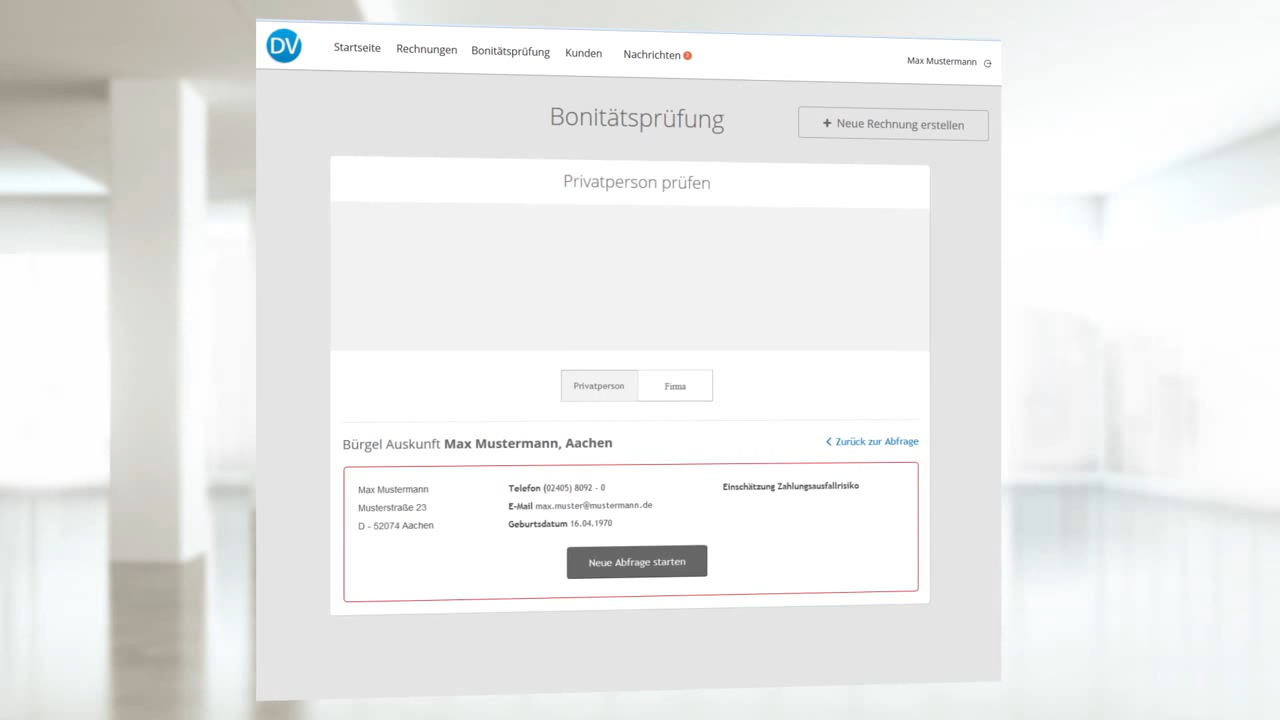 DV
Startseite Rechnungen Bonitätsprüfung Kunden Nachrichten
Max Mustermann
Bonitätsprüfung
+ Neue Rechnung erstellen
Privatperson prüfen
Privatperson Firma
Bürgel Auskunft Max Mustermann, Aachen
Zurück zur Abfrage
Max Mustermann
Musterstraße 23
D - 52074 Aachen
Telefon (02405) 8092 - 0
E-Mail max.muster@mustermann.de
Geburtsdatum 16.04.1970
Einschätzung Zahlungsausfallrisiko
Neue Abfrage starten